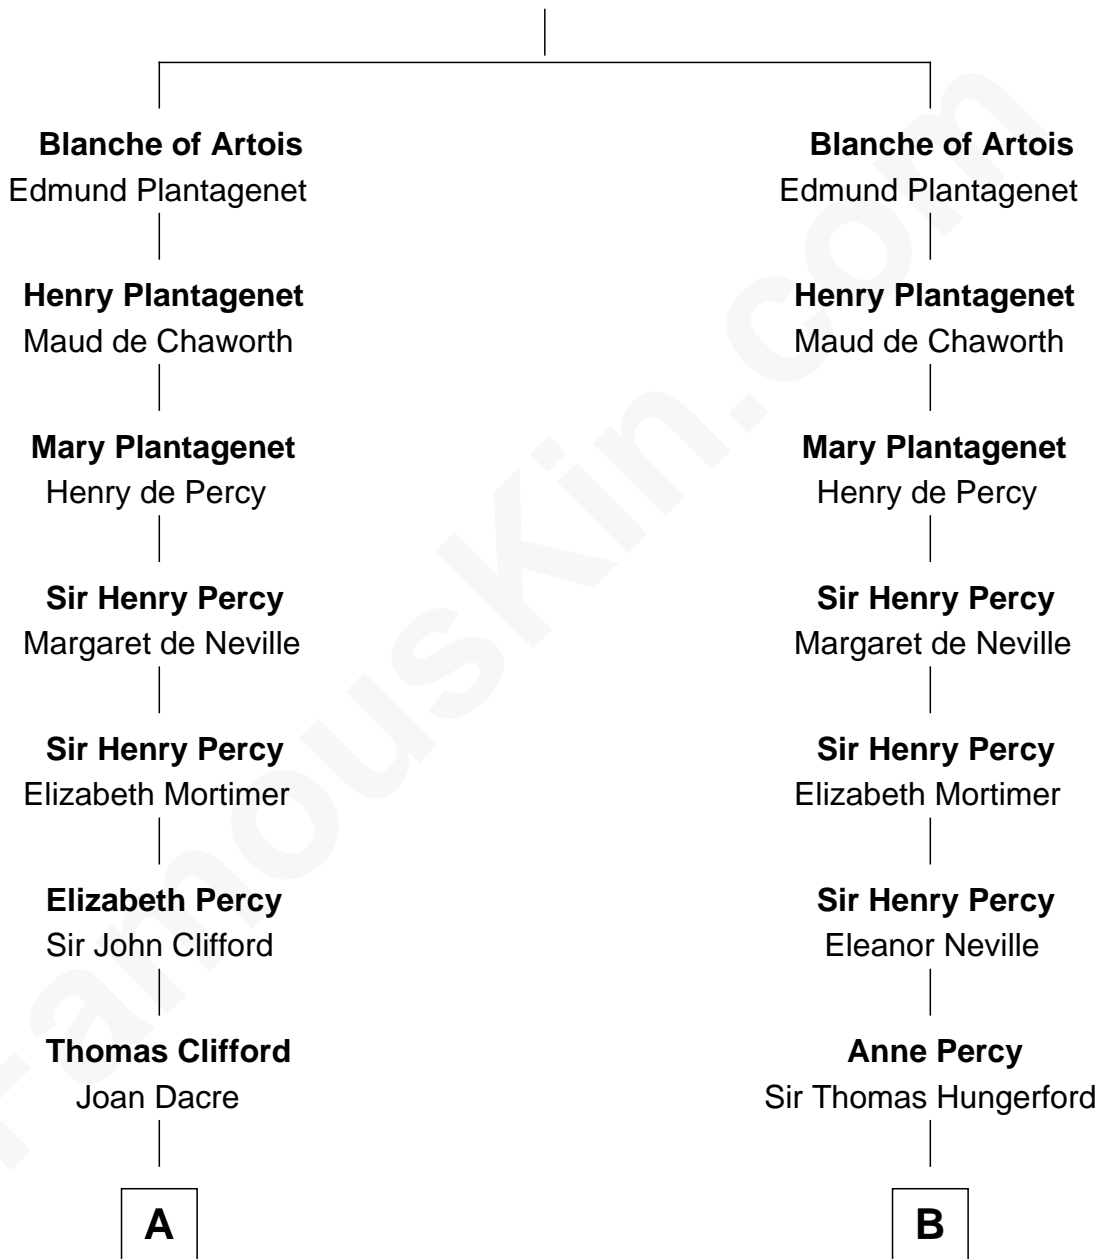 Blanche of Artois Blanche of Artois
Edmund Plantagenet Edmund Plantagenet
Henry Plantagenet Henry Plantagenet
Maud de Chaworth Maud de Chaworth
Mary Plantagenet Mary Plantagenet
Henry de Percy Henry de Percy
Sir Henry Percy Sir Henry Percy
Margaret de Neville Margaret de Neville
Sir Henry Percy Sir Henry Percy
Elizabeth Mortimer Elizabeth Mortimer
Elizabeth Percy Sir Henry Percy
Sir John Clifford Eleanor Neville
Thomas Clifford Anne Percy
Joan Dacre Sir Thomas Hungerford
A B
FamousKin.com